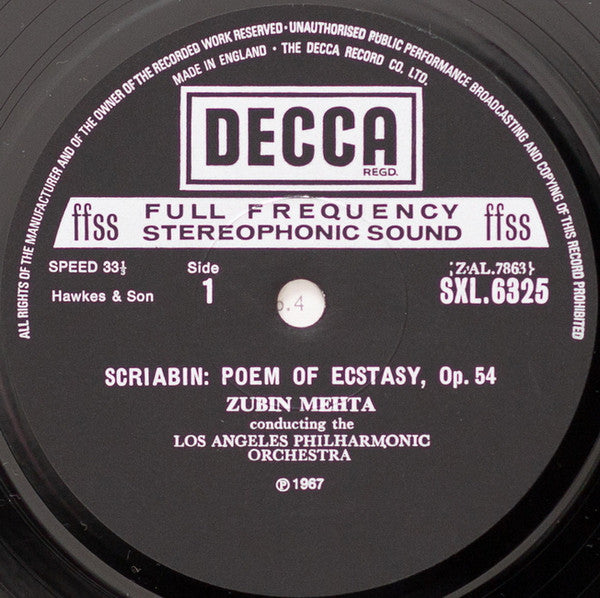 ALL RIGHTS OF THE MANUFACTURER AND OF THE OWNER OF THE RECORDED WORK RESERVED • UNAUTHORISED PUBLIC PERFORMANCE BROADCASTING AND COPYING OF THIS RECORD PROHIBITED
MADE IN ENGLAND • THE DECCA RECORD CO. LTD.
DECCA
REGD.
ffss FULL FREQUENCY ffss
STEREOPHONIC SOUND
SPEED 33⅓ Side {ZAL.7863}
Hawkes & Son 1 SXL.6325
p.4
SCRIABIN: POEM OF ECSTASY, Op. 54
ZUBIN MEHTA
conducting the
LOS ANGELES PHILHARMONIC
ORCHESTRA
℗ 1967